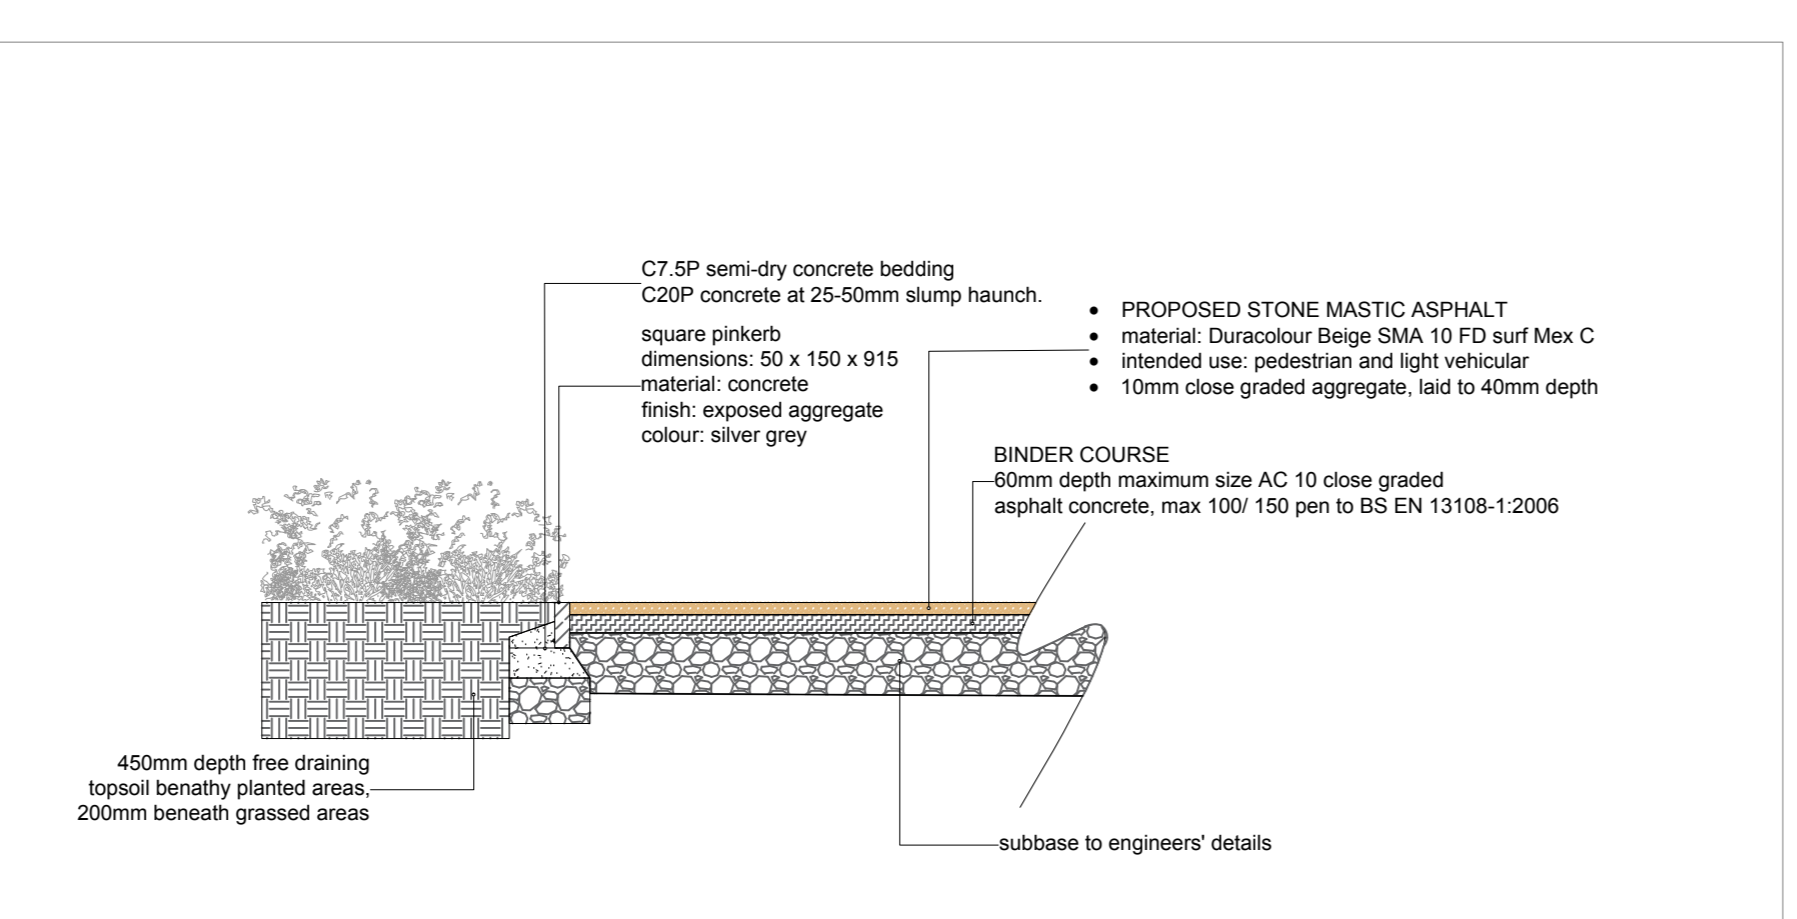 C7.5P semi-dry concrete bedding
C20P concrete at 25-50mm slump haunch.
square pinkerb
dimensions: 50 x 150 x 915
material: concrete
finish: exposed aggregate
colour: silver grey
• PROPOSED STONE MASTIC ASPHALT
• material: Duracolour Beige SMA 10 FD surf Mex C
• intended use: pedestrian and light vehicular
• 10mm close graded aggregate, laid to 40mm depth
BINDER COURSE
60mm depth maximum size AC 10 close graded
asphalt concrete, max 100/ 150 pen to BS EN 13108-1:2006
450mm depth free draining
topsoil benathy planted areas,
200mm beneath grassed areas
subbase to engineers' details